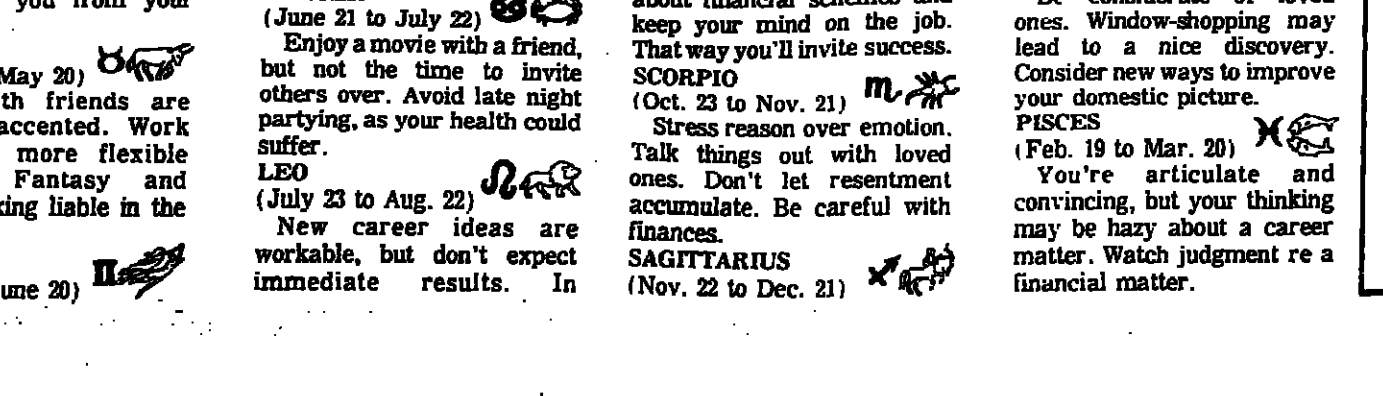 you from your
May 20)
th friends are
accented. Work
more flexible
Fantasy and
king liable in the
une 20)
(June 21 to July 22)
Enjoy a movie with a friend,
but not the time to invite
others over. Avoid late night
partying, as your health could
suffer.
LEO
(July 23 to Aug. 22)
New career ideas are
workable, but don't expect
immediate results. In
about financial schemes and
keep your mind on the job.
That way you'll invite success.
SCORPIO
(Oct. 23 to Nov. 21)
Stress reason over emotion.
Talk things out with loved
ones. Don't let resentment
accumulate. Be careful with
finances.
SAGITTARIUS
(Nov. 22 to Dec. 21)
Be considerate of loved
ones. Window-shopping may
lead to a nice discovery.
Consider new ways to improve
your domestic picture.
PISCES
(Feb. 19 to Mar. 20)
You're articulate and
convincing, but your thinking
may be hazy about a career
matter. Watch judgment re a
financial matter.